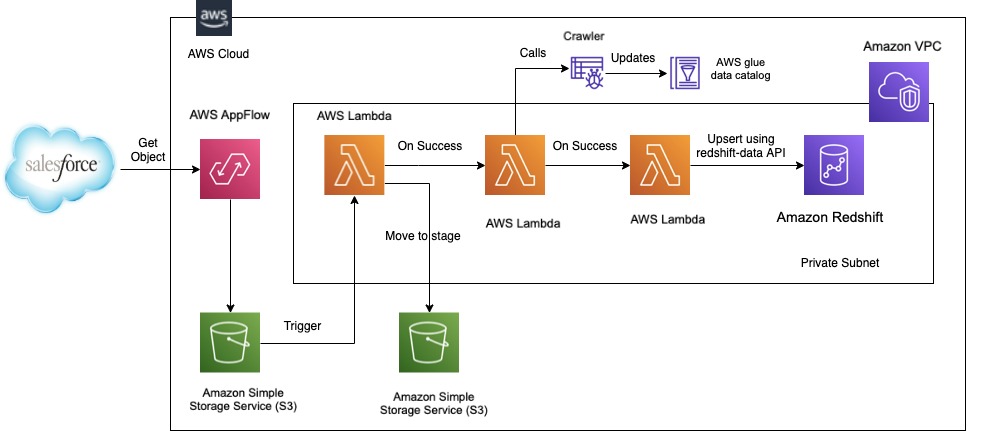 aws
AWS Cloud
Crawler
Calls
Updates
AWS glue
data catalog
Amazon VPC
AWS AppFlow
AWS Lambda
Get
Object
salesforce
On Success
On Success
Upsert using
redshift-data API
AWS Lambda
AWS Lambda
Amazon Redshift
Move to stage
Private Subnet
Trigger
Amazon Simple
Storage Service (S3)
Amazon Simple
Storage Service (S3)